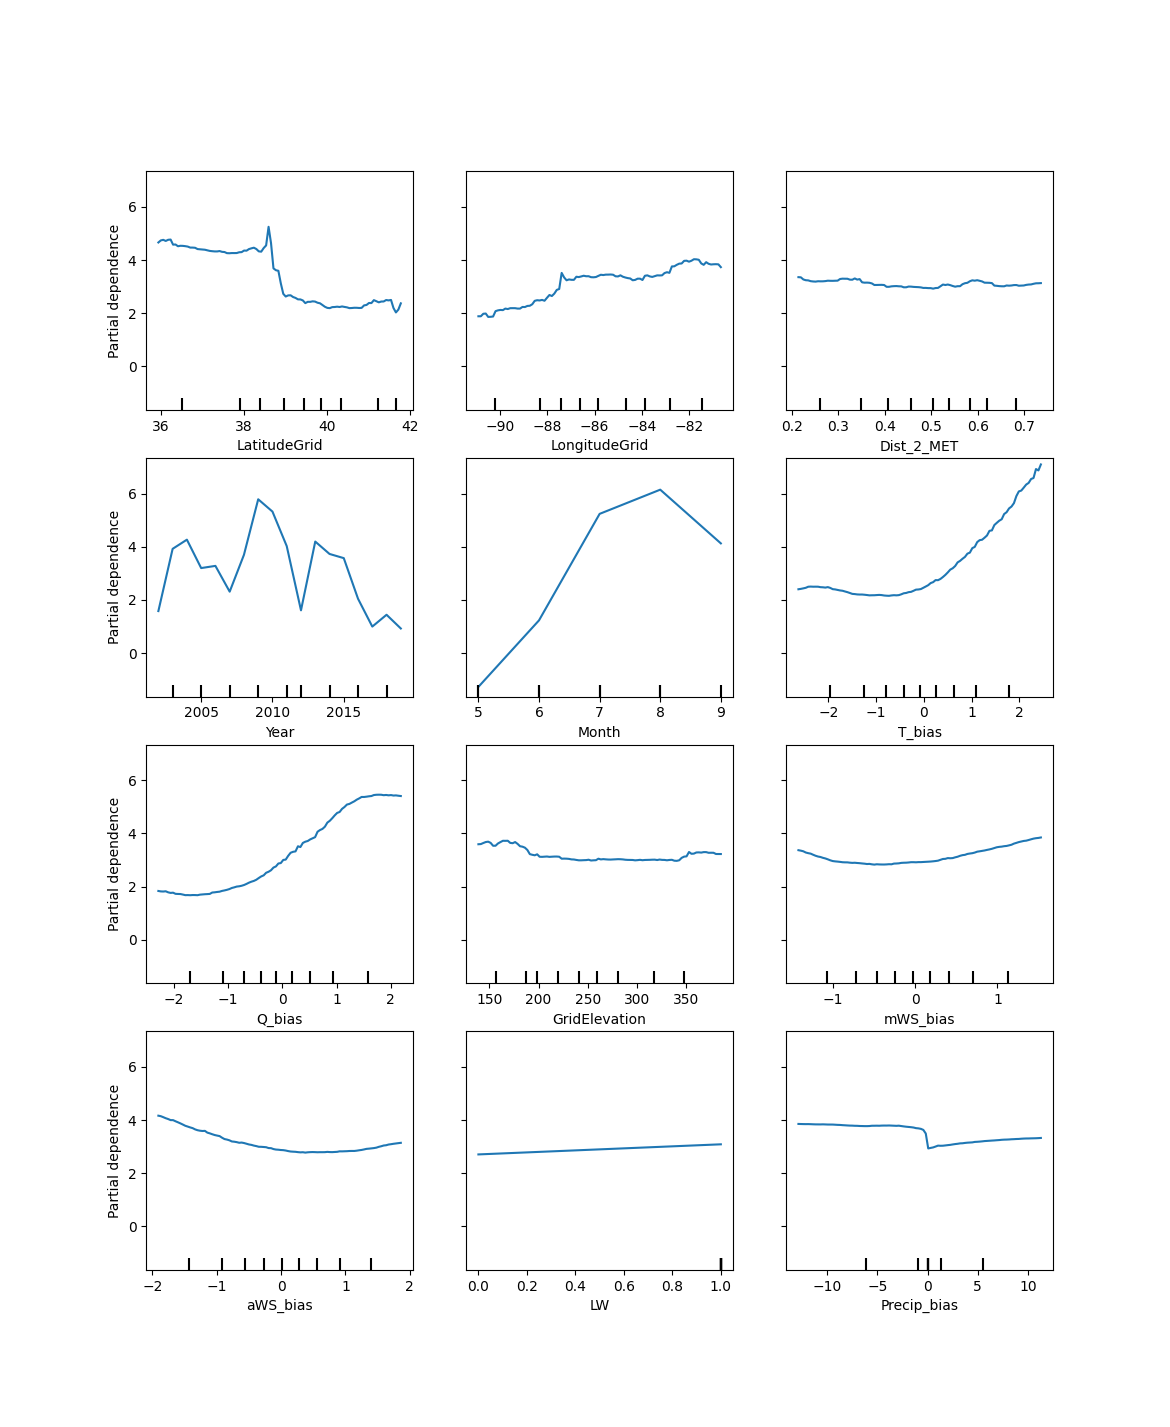 Partial dependence
6
4
2
0
36 38 40 42
LatitudeGrid
−90 −88 −86 −84 −82
LongitudeGrid
0.2 0.3 0.4 0.5 0.6 0.7
Dist_2_MET
Partial dependence
6
4
2
0
2005 2010 2015
Year
5 6 7 8 9
Month
−2 −1 0 1 2
T_bias
Partial dependence
6
4
2
0
−2 −1 0 1 2
Q_bias
150 200 250 300 350
GridElevation
−1 0 1
mWS_bias
Partial dependence
6
4
2
0
−2 −1 0 1 2
aWS_bias
0.0 0.2 0.4 0.6 0.8 1.0
LW
−10 −5 0 5 10
Precip_bias